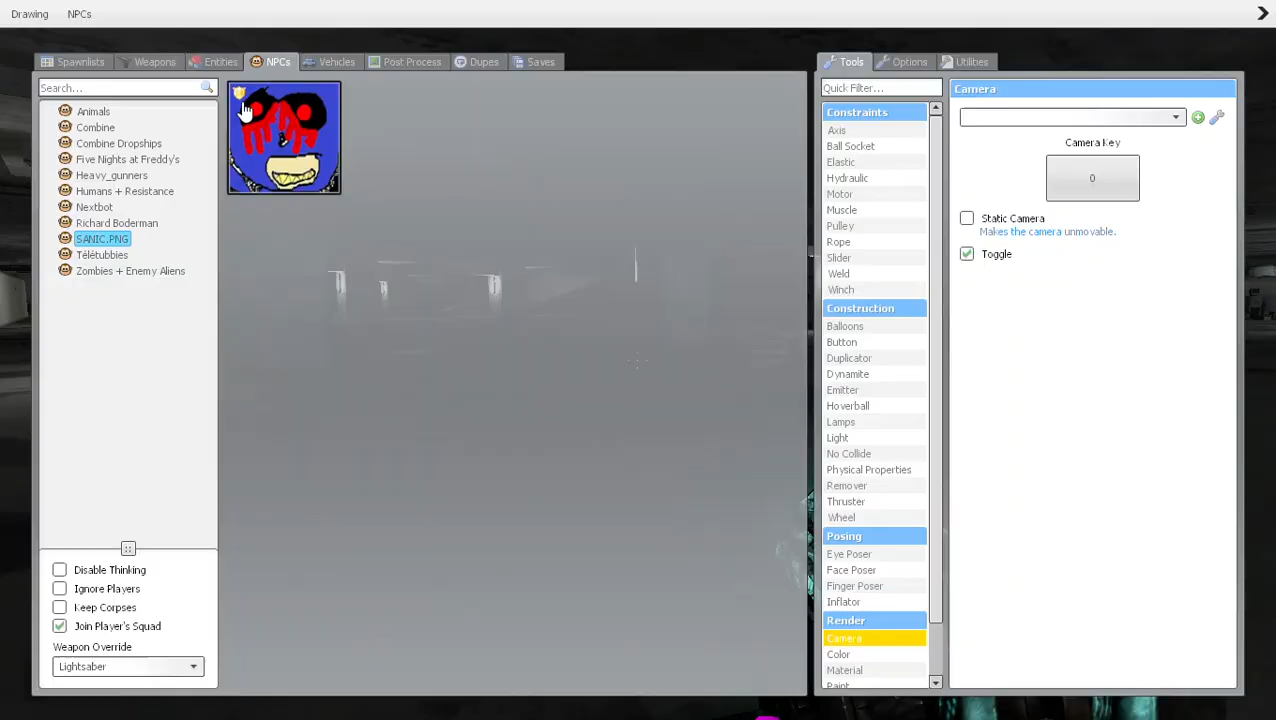 Drawing NPCs
Spawnlists Weapons Entities NPCs Vehicles Post Process Dupes Saves
Search...
Animals
Combine
Combine Dropships
Five Nights at Freddy's
Heavy_gunners
Humans + Resistance
Nextbot
Richard Boderman
SANIC.PNG
Télétubbies
Zombies + Enemy Aliens
Disable Thinking
Ignore Players
Keep Corpses
Join Player's Squad
Weapon Override
Lightsaber
Tools Options Utilities
Quick Filter...
Constraints
Axis
Ball Socket
Elastic
Hydraulic
Motor
Muscle
Pulley
Rope
Slider
Weld
Winch
Construction
Balloons
Button
Duplicator
Dynamite
Emitter
Hoverball
Lamps
Light
No Collide
Physical Properties
Remover
Thruster
Wheel
Posing
Eye Poser
Face Poser
Finger Poser
Inflator
Render
Camera
Color
Material
Paint
Camera
Camera Key
0
Static Camera
Makes the camera unmovable.
Toggle